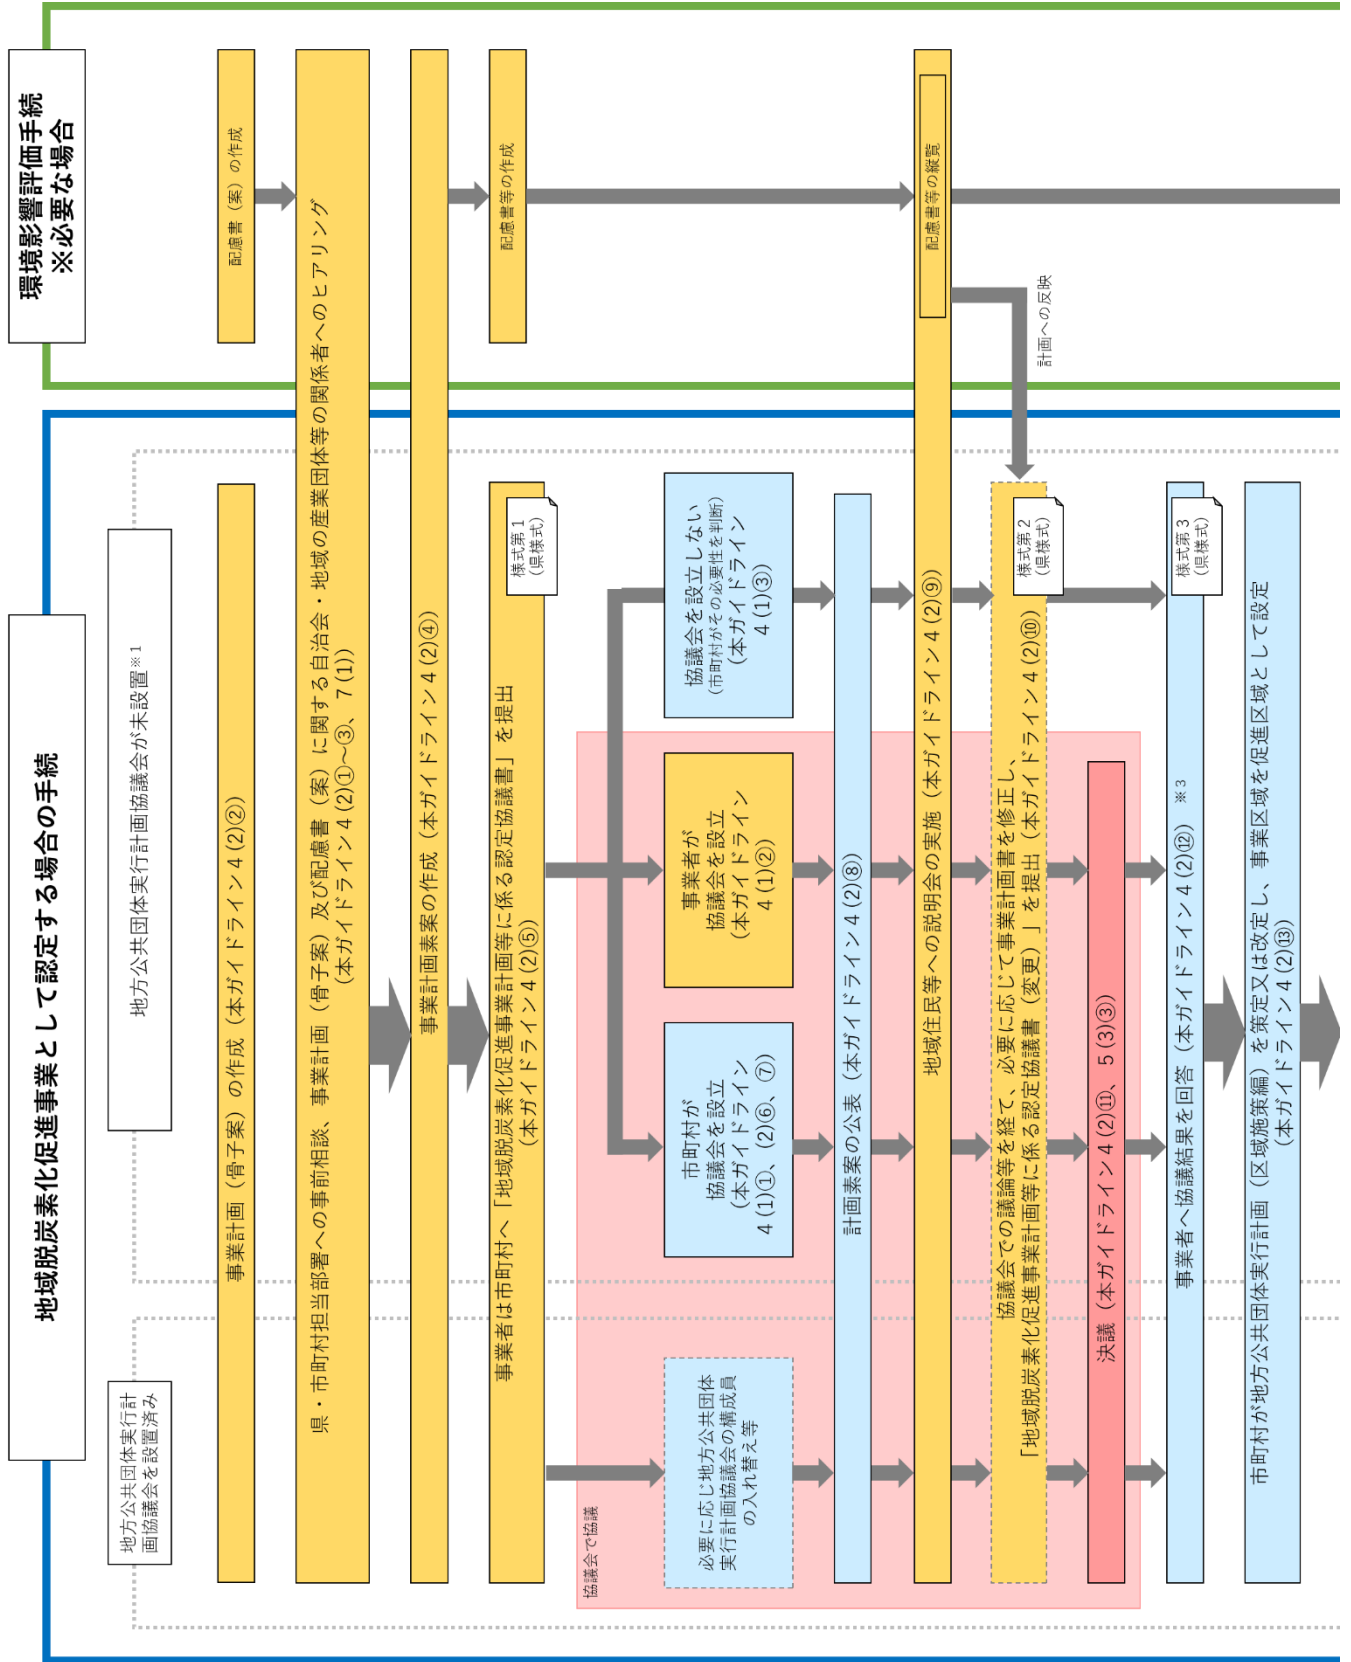 地域脱炭素化促進事業として認定する場合の手続
環境影響評価手続
※必要な場合
地方公共団体実行計
画協議会を設置済み
地方公共団体実行計画協議会が未設置※1
事業計画（骨子案）の作成（本ガイドライン4(2)②）
配慮書（案）の作成
県・市町村担当部署への事前相談、事業計画（骨子案）及び配慮書（案）に関する自治会・地域の産業団体等の関係者へのヒアリング
（本ガイドライン4(2)①～③、7(1)）
事業計画素案の作成（本ガイドライン4(2)④）
事業者は市町村へ「地域脱炭素化促進事業計画等に係る認定協議書」を提出
（本ガイドライン4(2)⑤）
様式第1
（県様式）
配慮書等の作成
協議会で協議
必要に応じ地方公共団体
実行計画協議会の構成員
の入れ替え等
市町村が
協議会を設立
（本ガイドライン
4(1)①、(2)⑥、⑦）
事業者が
協議会を設立
（本ガイドライン
4(1)②）
協議会を設立しない
（市町村がその必要性を判断）
（本ガイドライン
4(1)③）
計画素案の公表（本ガイドライン4(2)⑧）
地域住民等への説明会の実施（本ガイドライン4(2)⑨）
配慮書等の縦覧
計画への反映
協議会での議論等を経て、必要に応じて事業計画書を修正し、
「地域脱炭素化促進事業計画等に係る認定協議書（変更）」を提出（本ガイドライン4(2)⑩）
様式第2
（県様式）
決議（本ガイドライン4(2)⑪、5(3)③）
事業者へ協議結果を回答（本ガイドライン4(2)⑫）※3
様式第3
（県様式）
市町村が地方公共団体実行計画（区域施策編）を策定又は改定し、事業区域を促進区域として設定
（本ガイドライン4(2)⑬）